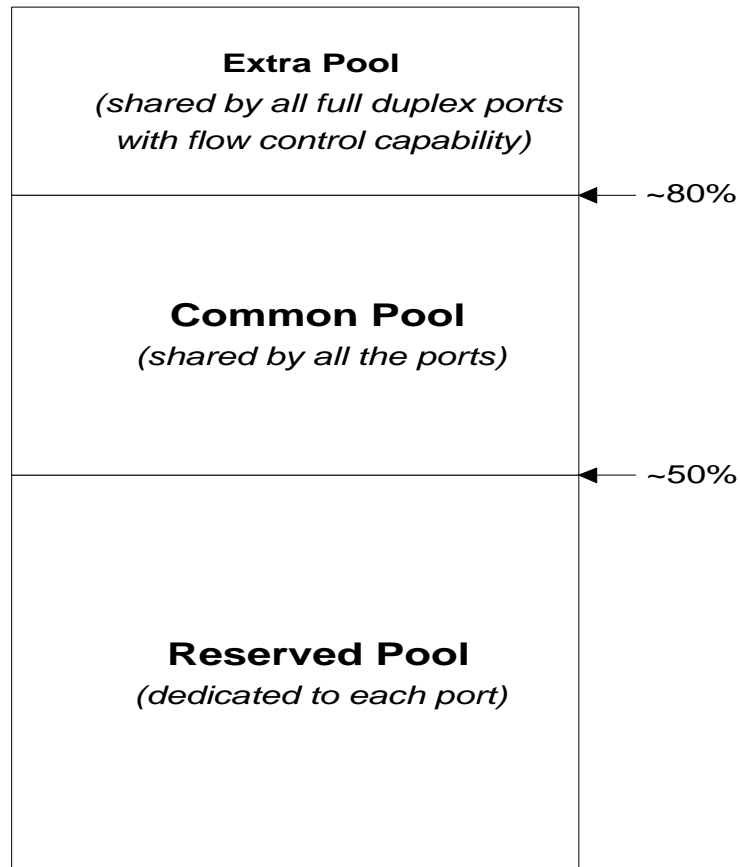 Extra Pool
(shared by all full duplex ports
with flow control capability)
~80%
Common Pool
(shared by all the ports)
~50%
Reserved Pool
(dedicated to each port)